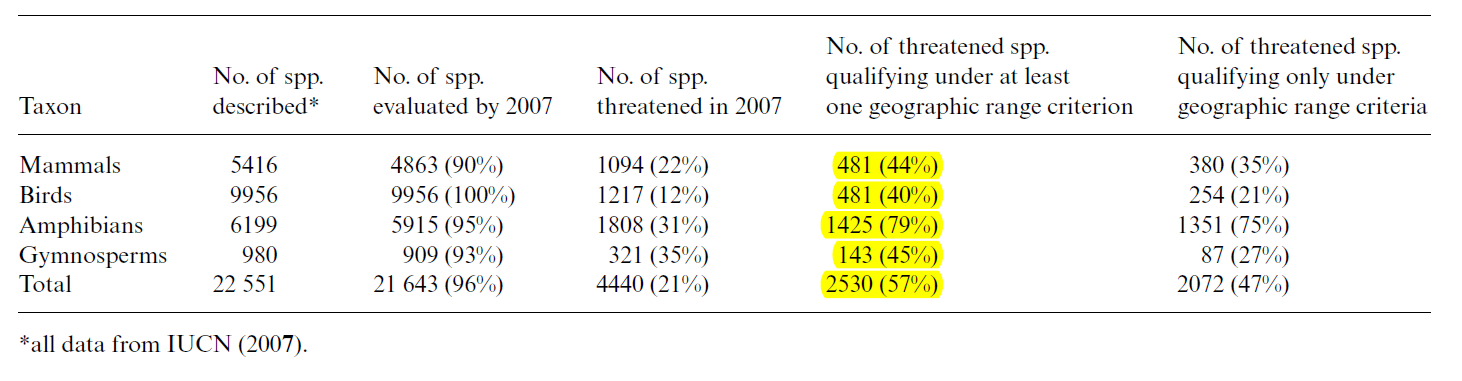 Taxon No. of spp. described* No. of spp. evaluated by 2007 No. of spp. threatened in 2007 No. of threatened spp. qualifying under at least one geographic range criterion No. of threatened spp. qualifying only under geographic range criteria
Mammals 5416 4863 (90%) 1094 (22%) 481 (44%) 380 (35%)
Birds 9956 9956 (100%) 1217 (12%) 481 (40%) 254 (21%)
Amphibians 6199 5915 (95%) 1808 (31%) 1425 (79%) 1351 (75%)
Gymnosperms 980 909 (93%) 321 (35%) 143 (45%) 87 (27%)
Total 22 551 21 643 (96%) 4440 (21%) 2530 (57%) 2072 (47%)
*all data from IUCN (2007).